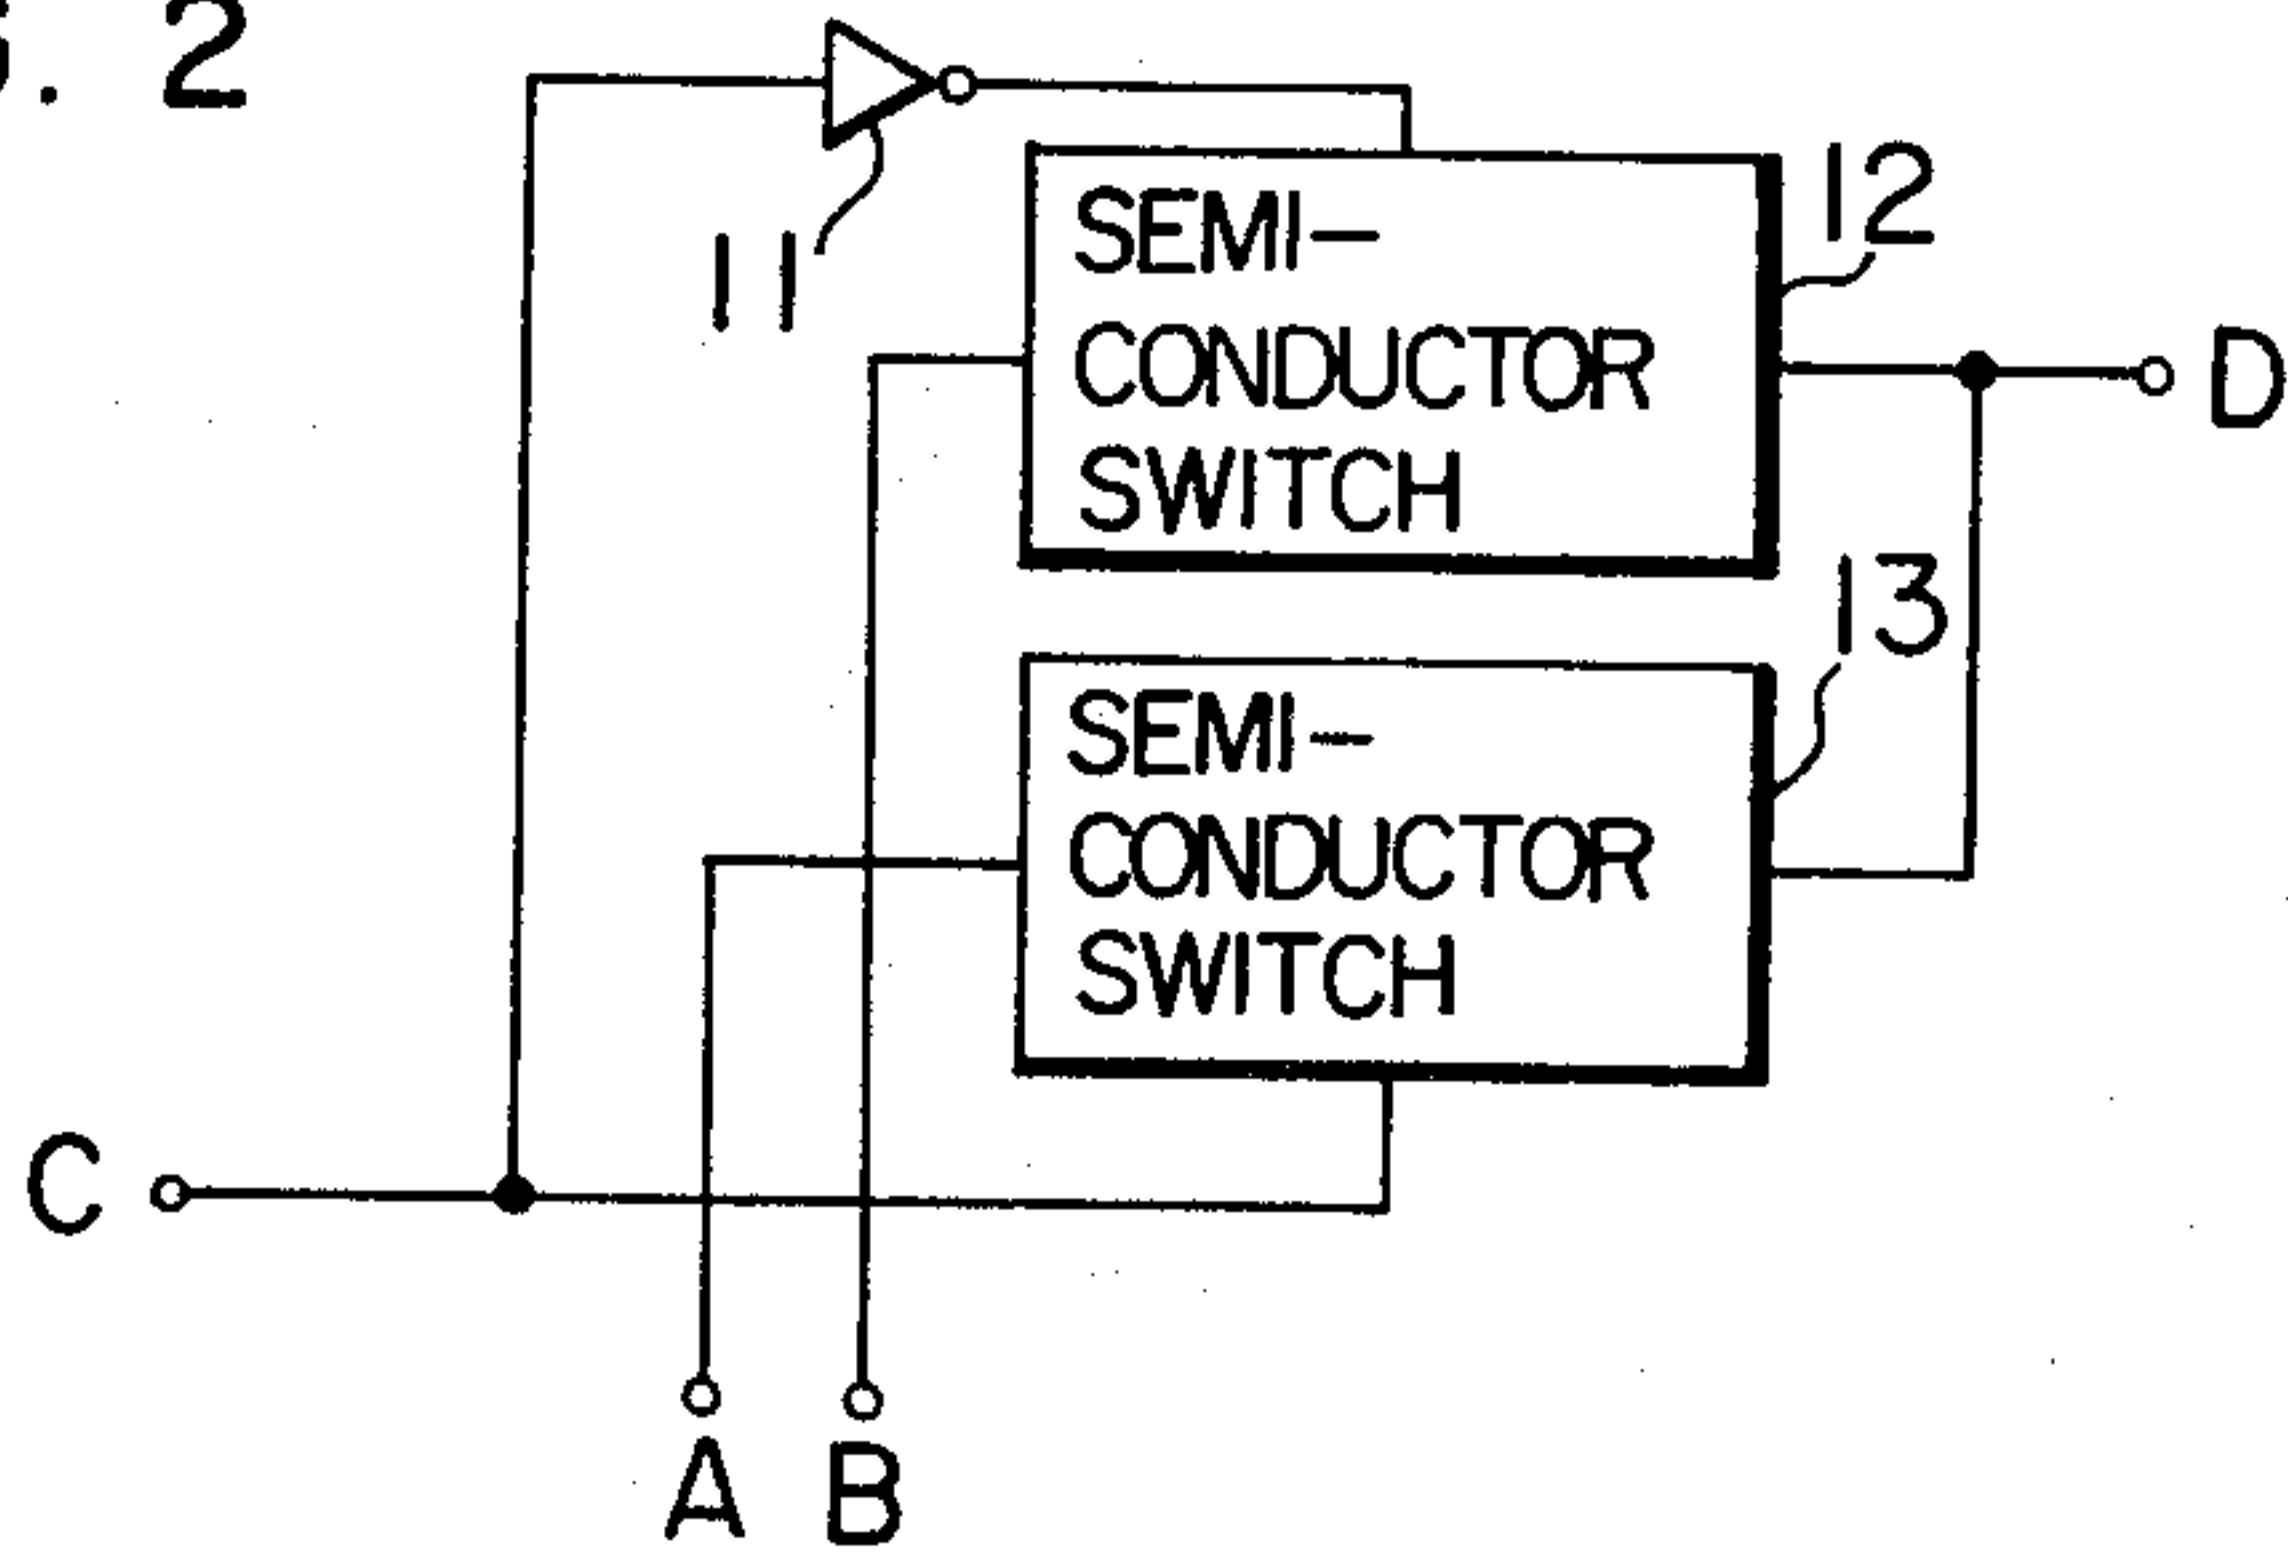 . 2
11
SEMI-
CONDUCTOR
SWITCH
12
D
SEMI-
CONDUCTOR
SWITCH
13
C
A
B